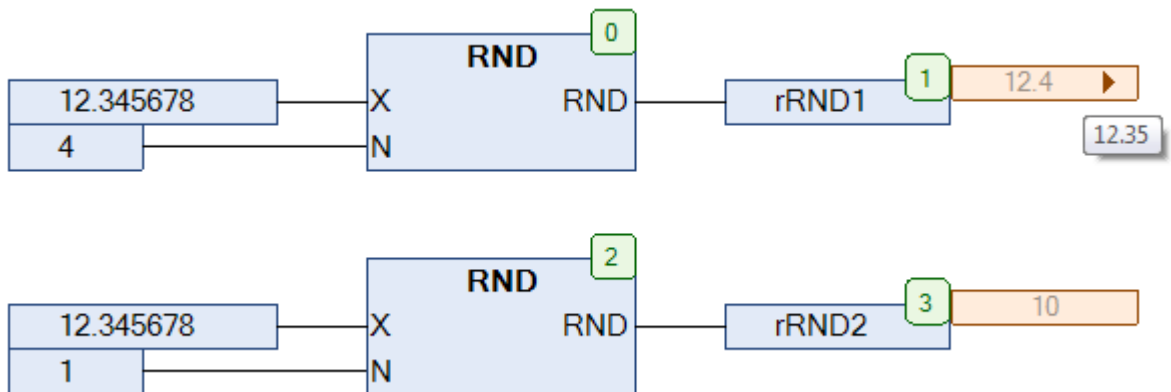 0
RND
12.345678 X RND rRND1 1 12.4
4 N 12.35
2
RND
12.345678 X RND rRND2 3 10
1 N